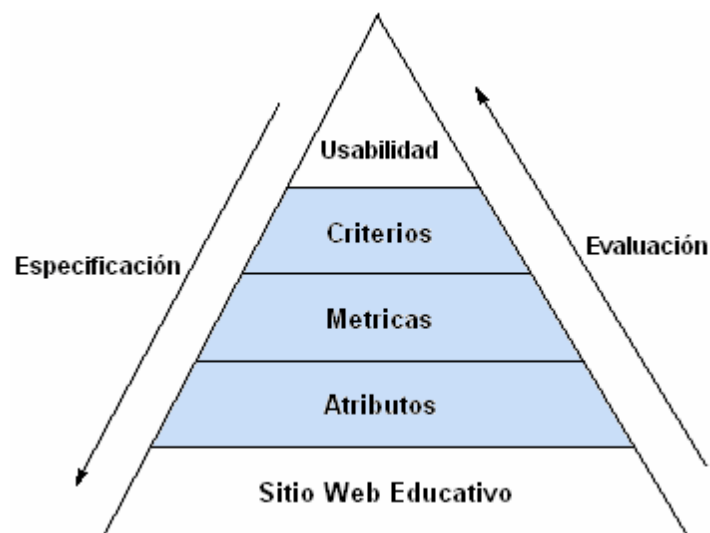 Usabilidad
Criterios
Especificación
Evaluación
Metricas
Atributos
Sitio Web Educativo